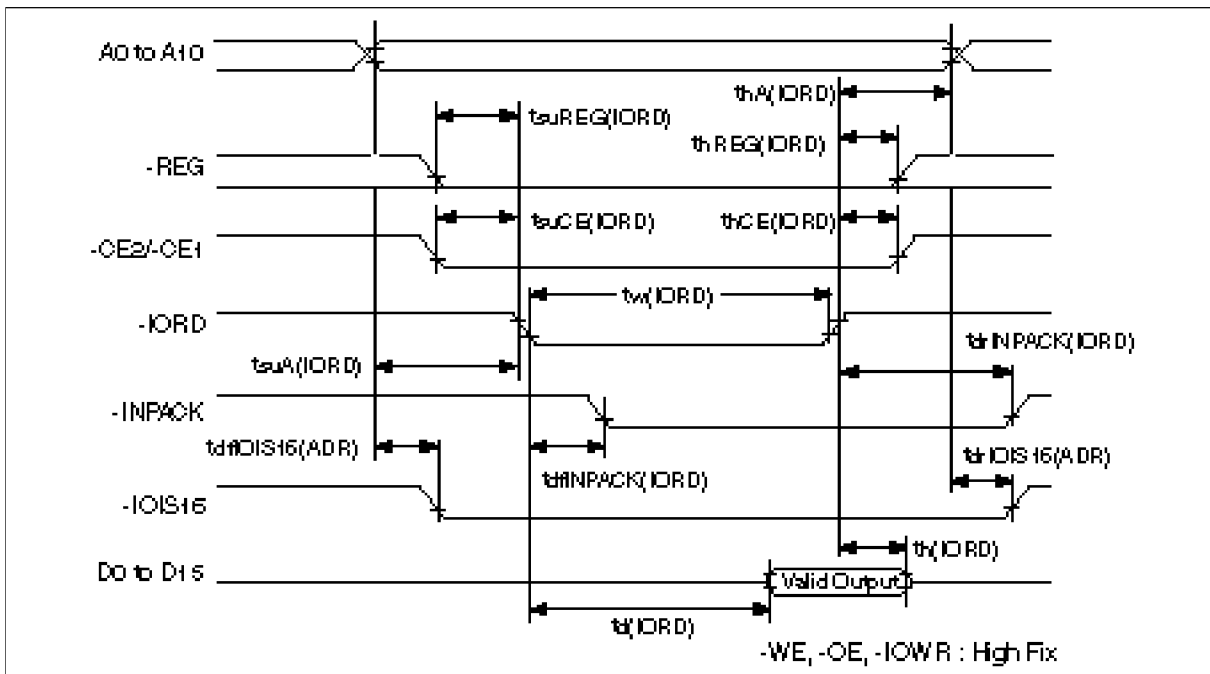 A0 to A10
thA(IORD)
tsuREG(IORD)
thREG(IORD)
-REG
tsuCE(IORD)
thCE(IORD)
-CE2/-CE1
tw(IORD)
-IORD
tdrINPACK(IORD)
tsuA(IORD)
-INPACK
tdfIOIS16(ADR)
tdrIOIS16(ADR)
tdfINPACK(IORD)
-IOIS16
th(IORD)
D0 to D15
Valid Output
td(IORD)
-WE, -OE, -IOWR : High Fix